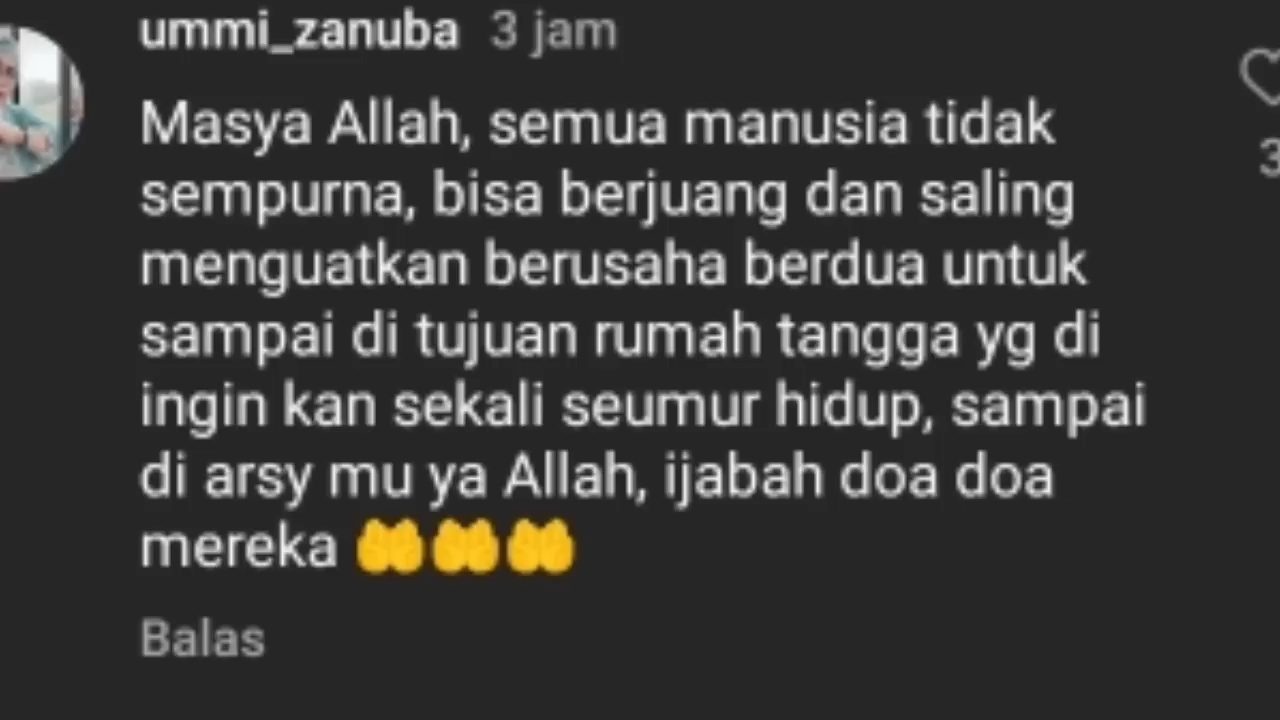 ummi_zanuba 3 jam
Masya Allah, semua manusia tidak
sempurna, bisa berjuang dan saling
menguatkan berusaha berdua untuk
sampai di tujuan rumah tangga yg di
ingin kan sekali seumur hidup, sampai
di arsy mu ya Allah, ijabah doa doa
mereka 🤲🤲🤲
Balas